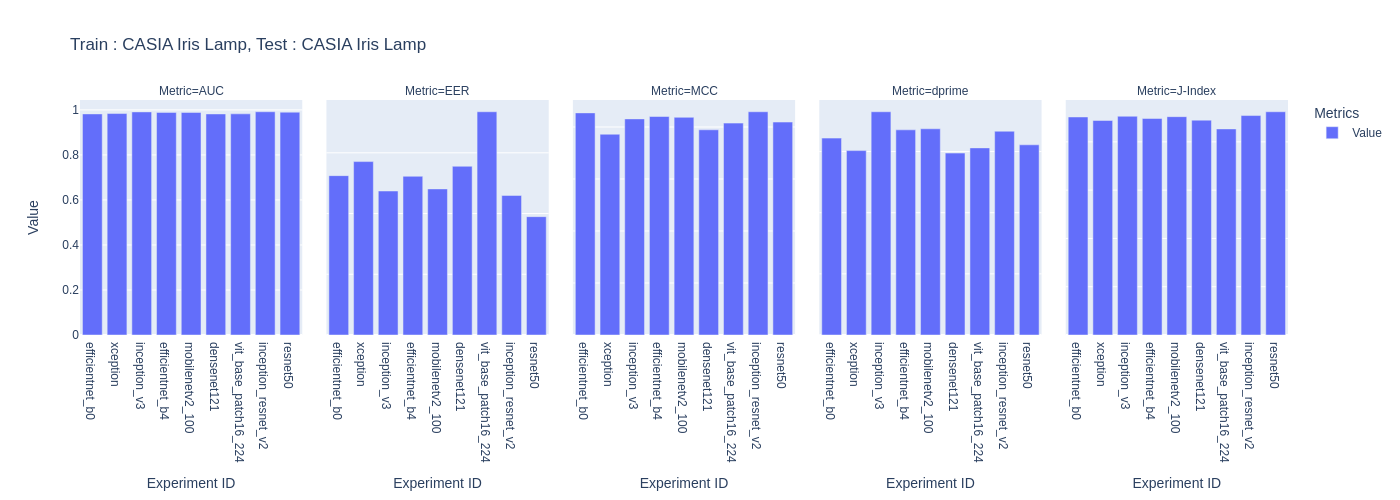 Train : CASIA Iris Lamp, Test : CASIA Iris Lamp
Metric=AUC
Metric=EER
Metric=MCC
Metric=dprime
Metric=J-Index
Metrics
Value
Value
1
0.8
0.6
0.4
0.2
0
efficientnet_b0
xception
inception_v3
efficientnet_b4
mobilenetv2_100
densenet121
vit_base_patch16_224
inception_resnet_v2
resnet50
efficientnet_b0
xception
inception_v3
efficientnet_b4
mobilenetv2_100
densenet121
vit_base_patch16_224
inception_resnet_v2
resnet50
efficientnet_b0
xception
inception_v3
efficientnet_b4
mobilenetv2_100
densenet121
vit_base_patch16_224
inception_resnet_v2
resnet50
efficientnet_b0
xception
inception_v3
efficientnet_b4
mobilenetv2_100
densenet121
vit_base_patch16_224
inception_resnet_v2
resnet50
efficientnet_b0
xception
inception_v3
efficientnet_b4
mobilenetv2_100
densenet121
vit_base_patch16_224
inception_resnet_v2
resnet50
Experiment ID
Experiment ID
Experiment ID
Experiment ID
Experiment ID